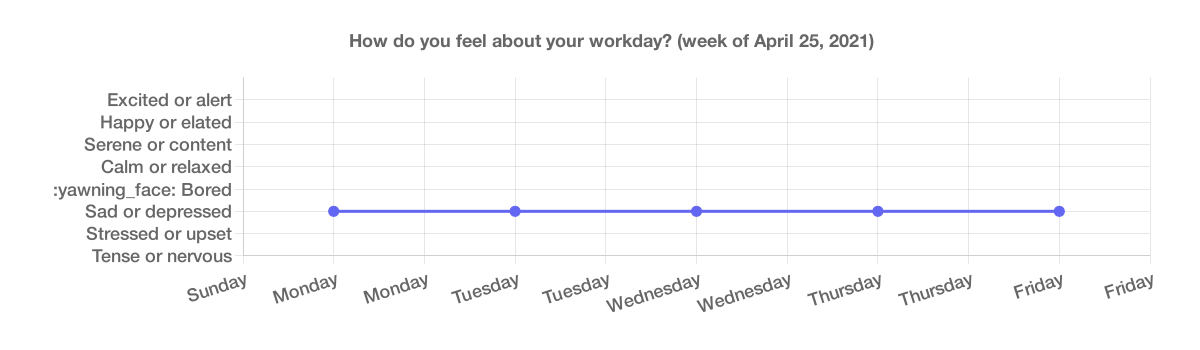 How do you feel about your workday? (week of April 25, 2021)
Excited or alert
Happy or elated
Serene or content
Calm or relaxed
:yawning_face: Bored
Sad or depressed
Stressed or upset
Tense or nervous
Sunday Monday Monday Tuesday Tuesday Wednesday Wednesday Thursday Thursday Friday Friday